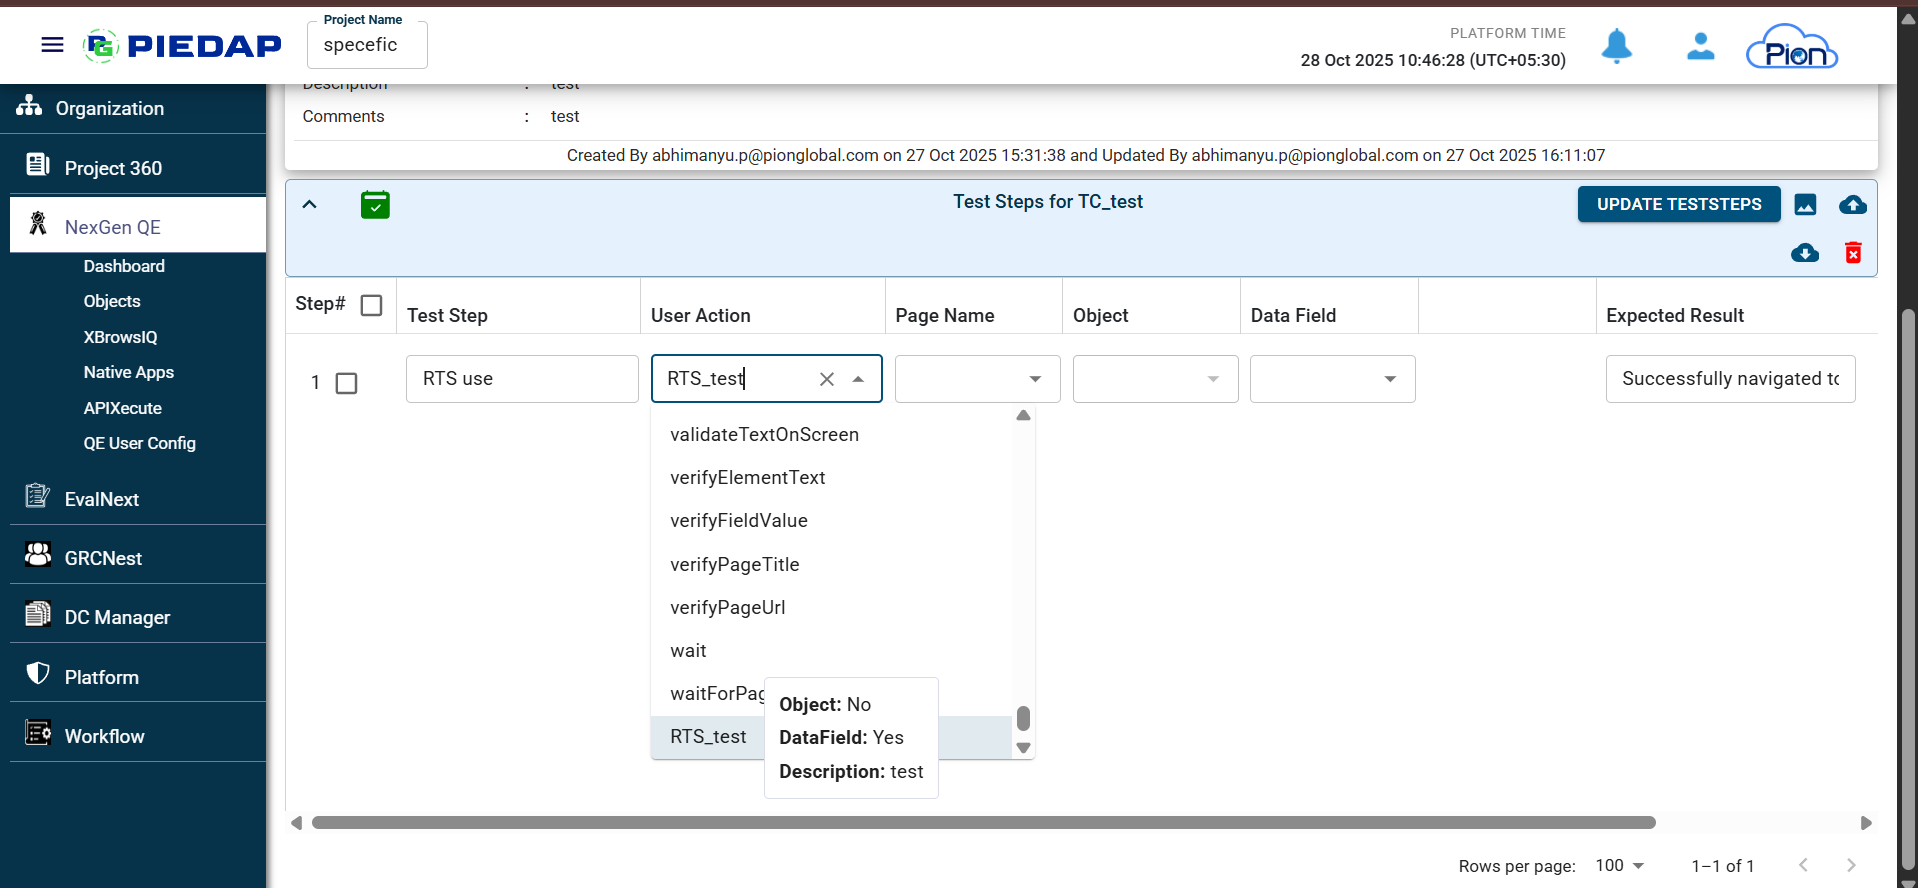 Project Name
PIEDAP
specefic
PLATFORM TIME
28 Oct 2025 10:46:28 (UTC+05:30)
Pion
Organization
Project 360
NexGen QE
Dashboard
Objects
XBrowsIQ
Native Apps
APIXecute
QE User Config
EvalNext
GRCNest
DC Manager
Platform
Workflow
Description : test
Comments : test
Created By abhimanyu.p@pionglobal.com on 27 Oct 2025 15:31:38 and Updated By abhimanyu.p@pionglobal.com on 27 Oct 2025 16:11:07
Test Steps for TC_test
UPDATE TESTSTEPS
Step# Test Step User Action Page Name Object Data Field Expected Result
1 RTS use RTS_test Successfully navigated to
validateTextOnScreen
verifyElementText
verifyFieldValue
verifyPageTitle
verifyPageUrl
wait
waitForPag
RTS_test
Object: No
DataField: Yes
Description: test
Rows per page: 100 1–1 of 1